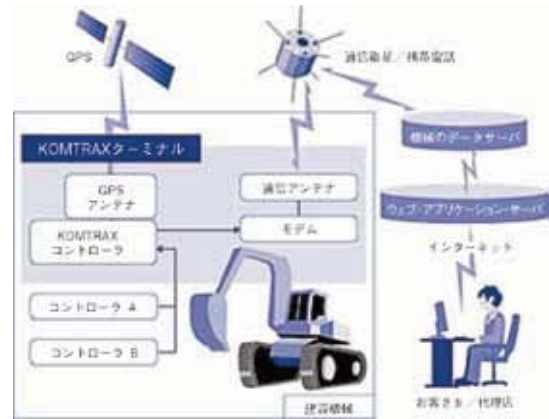 GPS
通信衛星／携帯電話
KOMTRAXターミナル
GPS
アンテナ
通信アンテナ
KOMTRAX
コントローラ
モデム
コントローラ A
コントローラ B
建設機械
機械のデータサーバ
ウェブ・アプリケーション・サーバ
インターネット
お客さま／代理店